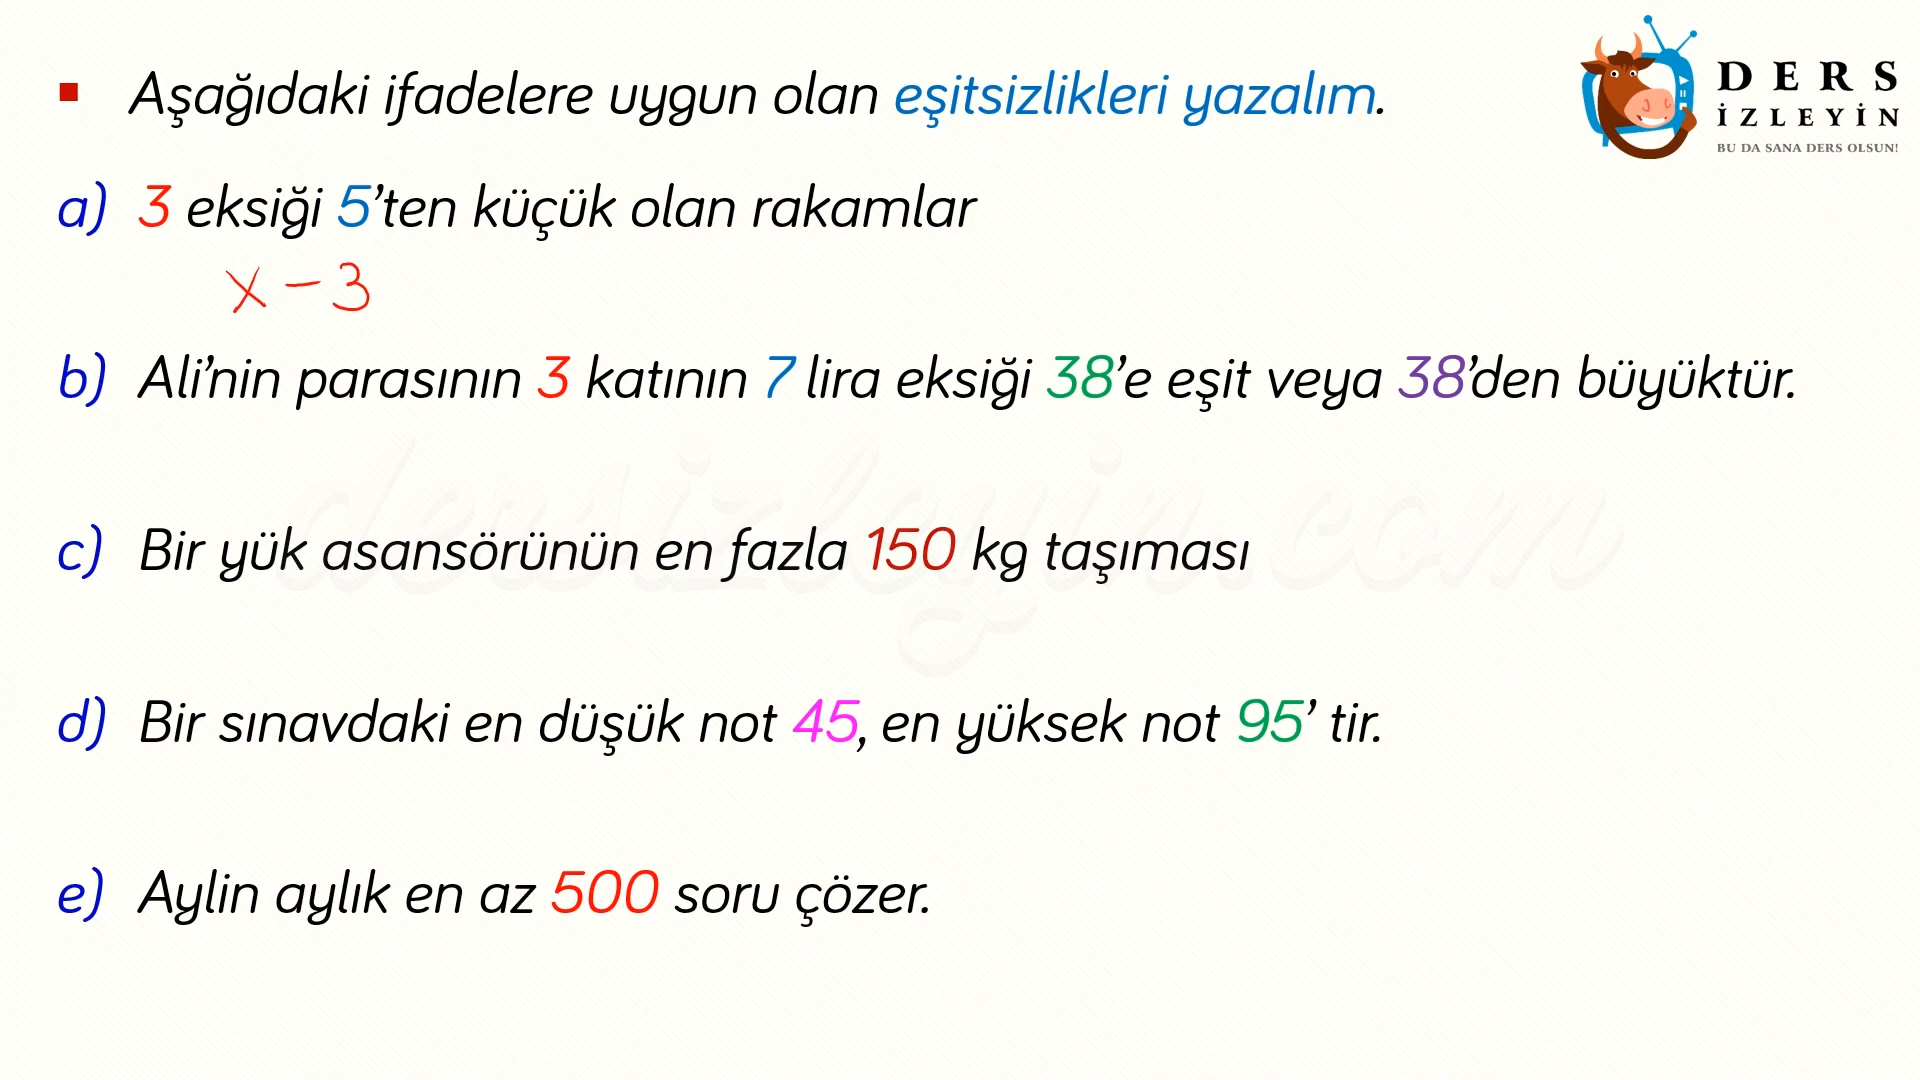 ▪ Aşağıdaki ifadelere uygun olan eşitsizlikleri yazalım.
DERS
İZLEYİN
BU DA SANA DERS OLSUN!
a) 3 eksiği 5’ten küçük olan rakamlar
x - 3
b) Ali’nin parasının 3 katının 7 lira eksiği 38’e eşit veya 38’den büyüktür.
dersizleyin.com
c) Bir yük asansörünün en fazla 150 kg taşıması
d) Bir sınavdaki en düşük not 45, en yüksek not 95’ tir.
e) Aylin aylık en az 500 soru çözer.